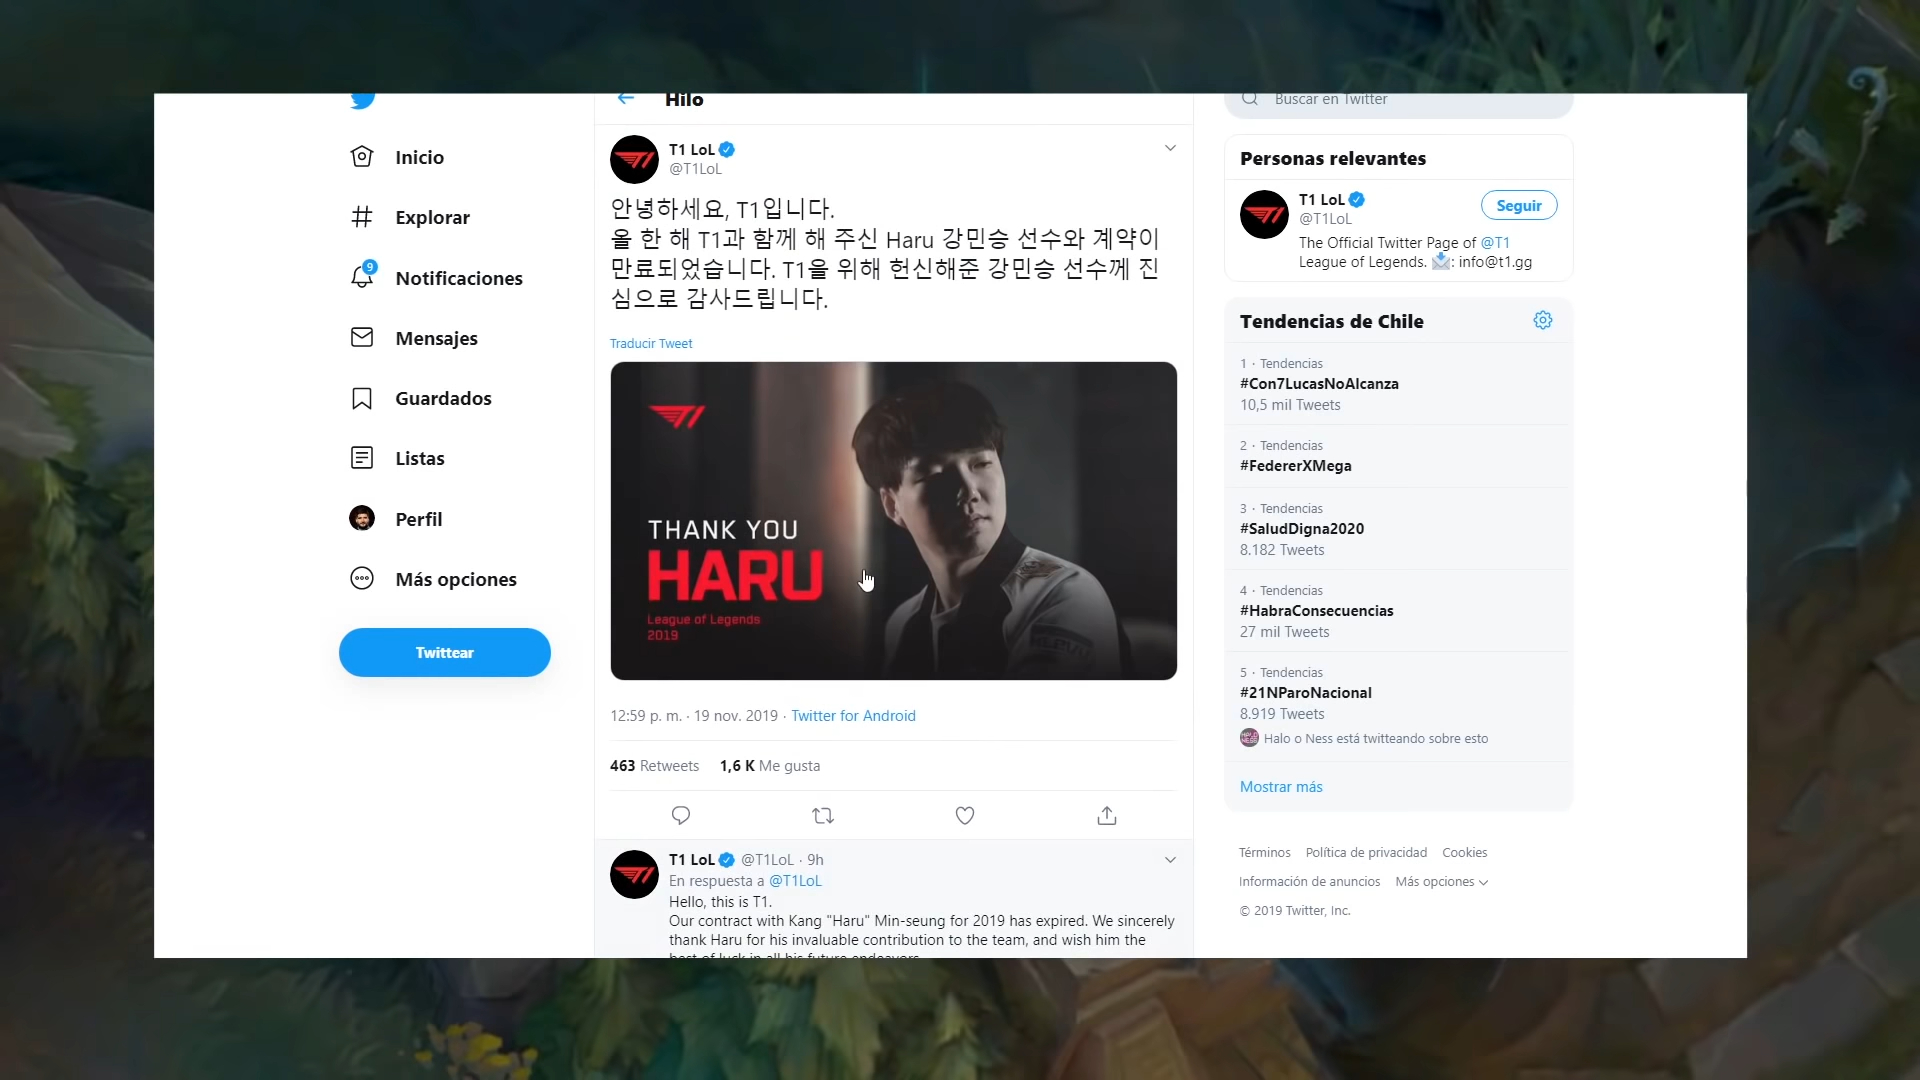 Inicio
Explorar
9
Notificaciones
Mensajes
Guardados
Listas
Perfil
Más opciones
Twittear
Hilo
T1 LoL
@T1LoL
안녕하세요, T1입니다.
올 한 해 T1과 함께 해 주신 Haru 강민승 선수와 계약이
만료되었습니다. T1을 위해 헌신해준 강민승 선수께 진
심으로 감사드립니다.
Traducir Tweet
THANK YOU
HARU
League of Legends
2019
12:59 p. m. · 19 nov. 2019 · Twitter for Android
463 Retweets 1,6 K Me gusta
T1 LoL @T1LoL · 9h
En respuesta a @T1LoL
Hello, this is T1.
Our contract with Kang "Haru" Min-seung for 2019 has expired. We sincerely
thank Haru for his invaluable contribution to the team, and wish him the
best of luck in all his future endeavors
Buscar en Twitter
Personas relevantes
T1 LoL
Seguir
@T1LoL
The Official Twitter Page of @T1
League of Legends. 📩: info@t1.gg
Tendencias de Chile
1 · Tendencias
#Con7LucasNoAlcanza
10,5 mil Tweets
2 · Tendencias
#FedererXMega
3 · Tendencias
#SaludDigna2020
8.182 Tweets
4 · Tendencias
#HabraConsecuencias
27 mil Tweets
5 · Tendencias
#21NParoNacional
8.919 Tweets
Halo o Ness está twitteando sobre esto
Mostrar más
Términos Política de privacidad Cookies
Información de anuncios Más opciones
© 2019 Twitter, Inc.